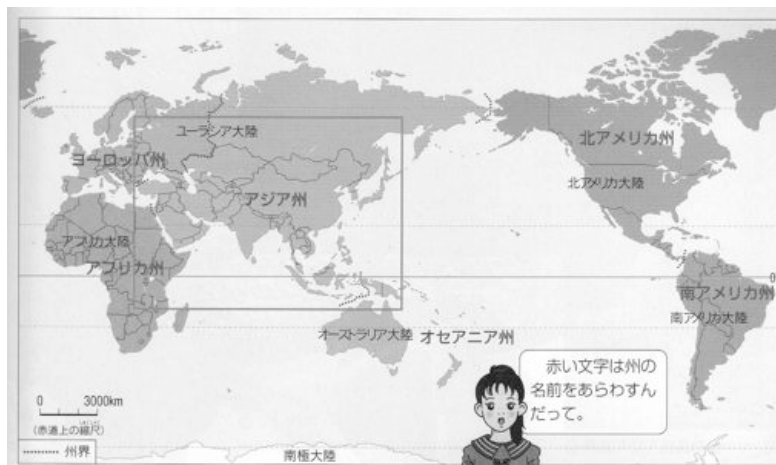 ユーラシア大陸
ヨーロッパ州
アジア州
アフリカ大陸
アフリカ州
北アメリカ州
北アメリカ大陸
南アメリカ州
南アメリカ大陸
オーストラリア大陸
オセアニア州
0
赤い文字は州の
名前をあらわすん
だって。
0 3000km
(赤道上の縮尺)
州界
南極大陸